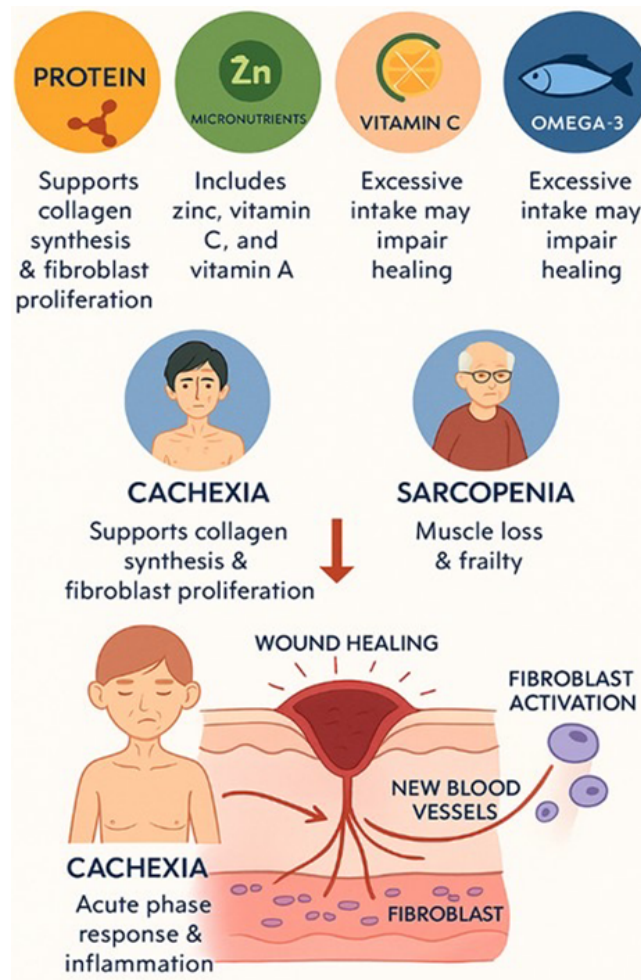 PROTEIN
Supports
collagen
synthesis
& fibroblast
proliferation
Zn
MICRONUTRIENTS
Includes
zinc, vitamin
C, and
vitamin A
VITAMIN C
Excessive
intake may
impair
healing
OMEGA-3
Excessive
intake may
impair
healing
CACHEXIA
Supports collagen
synthesis &
fibroblast proliferation
SARCOPENIA
Muscle loss
& frailty
WOUND HEALING
FIBROBLAST
ACTIVATION
NEW BLOOD
VESSELS
FIBROBLAST
CACHEXIA
Acute phase
response &
inflammation